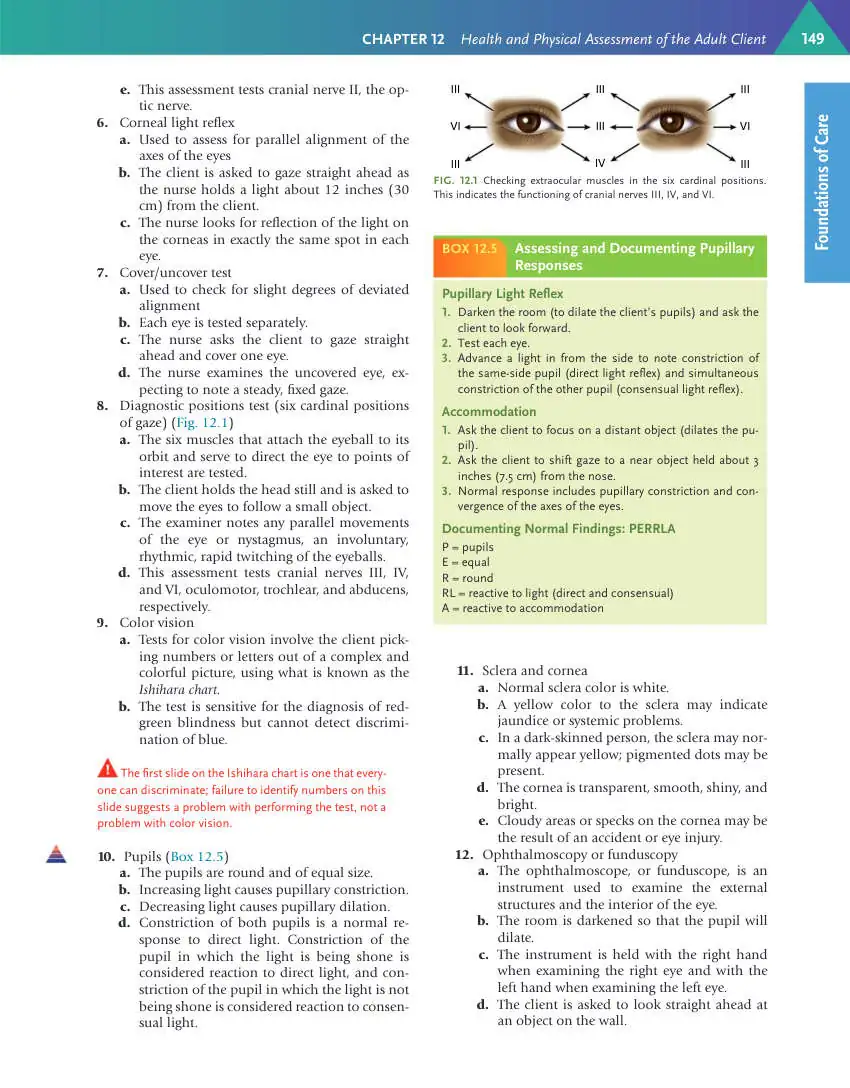 CHAPTER 12 Health and Physical Assessment of the Adult Client 149
Foundations of Care
e. This assessment tests cranial nerve II, the op-
tic nerve.
6. Corneal light reflex
a. Used to assess for parallel alignment of the
axes of the eyes
b. The client is asked to gaze straight ahead as
the nurse holds a light about 12 inches (30
cm) from the client.
c. The nurse looks for reflection of the light on
the corneas in exactly the same spot in each
eye.
7. Cover/uncover test
a. Used to check for slight degrees of deviated
alignment
b. Each eye is tested separately.
c. The nurse asks the client to gaze straight
ahead and cover one eye.
d. The nurse examines the uncovered eye, ex-
pecting to note a steady, fixed gaze.
8. Diagnostic positions test (six cardinal positions
of gaze) (Fig. 12.1)
a. The six muscles that attach the eyeball to its
orbit and serve to direct the eye to points of
interest are tested.
b. The client holds the head still and is asked to
move the eyes to follow a small object.
c. The examiner notes any parallel movements
of the eye or nystagmus, an involuntary,
rhythmic, rapid twitching of the eyeballs.
d. This assessment tests cranial nerves III, IV,
and VI, oculomotor, trochlear, and abducens,
respectively.
9. Color vision
a. Tests for color vision involve the client pick-
ing numbers or letters out of a complex and
colorful picture, using what is known as the
Ishihara chart.
b. The test is sensitive for the diagnosis of red-
green blindness but cannot detect discrimi-
nation of blue.
The first slide on the Ishihara chart is one that every-
one can discriminate; failure to identify numbers on this
slide suggests a problem with performing the test, not a
problem with color vision.
10. Pupils (Box 12.5)
a. The pupils are round and of equal size.
b. Increasing light causes pupillary constriction.
c. Decreasing light causes pupillary dilation.
d. Constriction of both pupils is a normal re-
sponse to direct light. Constriction of the
pupil in which the light is being shone is
considered reaction to direct light, and con-
striction of the pupil in which the light is not
being shone is considered reaction to consen-
sual light.
III III III
VI III VI
III IV III
FIG. 12.1 Checking extraocular muscles in the six cardinal positions.
This indicates the functioning of cranial nerves III, IV, and VI.
BOX 12.5 Assessing and Documenting Pupillary
Responses
Pupillary Light Reflex
1. Darken the room (to dilate the client's pupils) and ask the
client to look forward.
2. Test each eye.
3. Advance a light in from the side to note constriction of
the same-side pupil (direct light reflex) and simultaneous
constriction of the other pupil (consensual light reflex).
Accommodation
1. Ask the client to focus on a distant object (dilates the pu-
pil).
2. Ask the client to shift gaze to a near object held about 3
inches (7.5 cm) from the nose.
3. Normal response includes pupillary constriction and con-
vergence of the axes of the eyes.
Documenting Normal Findings: PERRLA
P = pupils
E = equal
R = round
RL = reactive to light (direct and consensual)
A = reactive to accommodation
11. Sclera and cornea
a. Normal sclera color is white.
b. A yellow color to the sclera may indicate
jaundice or systemic problems.
c. In a dark-skinned person, the sclera may nor-
mally appear yellow; pigmented dots may be
present.
d. The cornea is transparent, smooth, shiny, and
bright.
e. Cloudy areas or specks on the cornea may be
the result of an accident or eye injury.
12. Ophthalmoscopy or funduscopy
a. The ophthalmoscope, or funduscope, is an
instrument used to examine the external
structures and the interior of the eye.
b. The room is darkened so that the pupil will
dilate.
c. The instrument is held with the right hand
when examining the right eye and with the
left hand when examining the left eye.
d. The client is asked to look straight ahead at
an object on the wall.